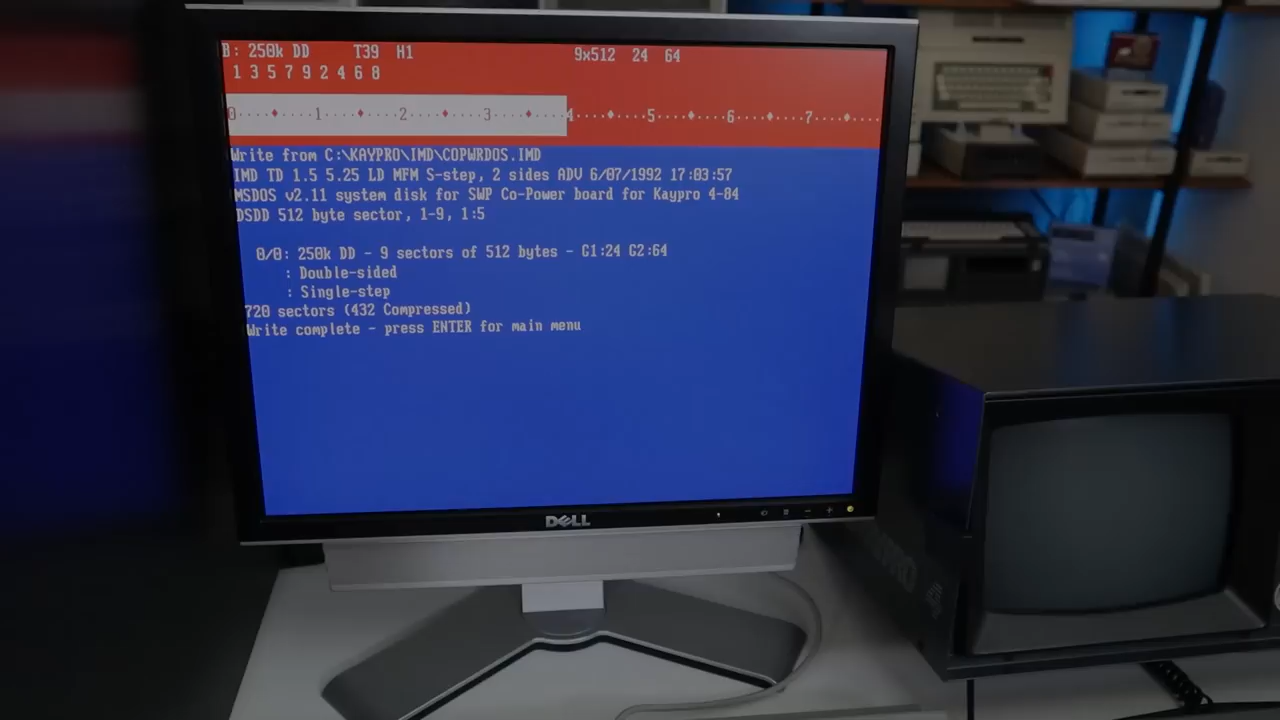 B: 250k DD T39 H1 9x512 24 64
1 3 5 7 9 2 4 6 8
0····♦····1····♦····2····♦····3····♦····4····♦····5····♦····6····♦····7····♦····
Write from C:\KAYPRO\IMD\COPWRDOS.IMD
IMD TD 1.5 5.25 LD MFM S-step, 2 sides ADV 6/07/1992 17:03:57
MSDOS v2.11 system disk for SWP Co-Power board for Kaypro 4-84
DSDD 512 byte sector, 1-9, 1:5
0/0: 250k DD - 9 sectors of 512 bytes - G1:24 G2:64
: Double-sided
: Single-step
720 sectors (432 Compressed)
Write complete - press ENTER for main menu
DELL